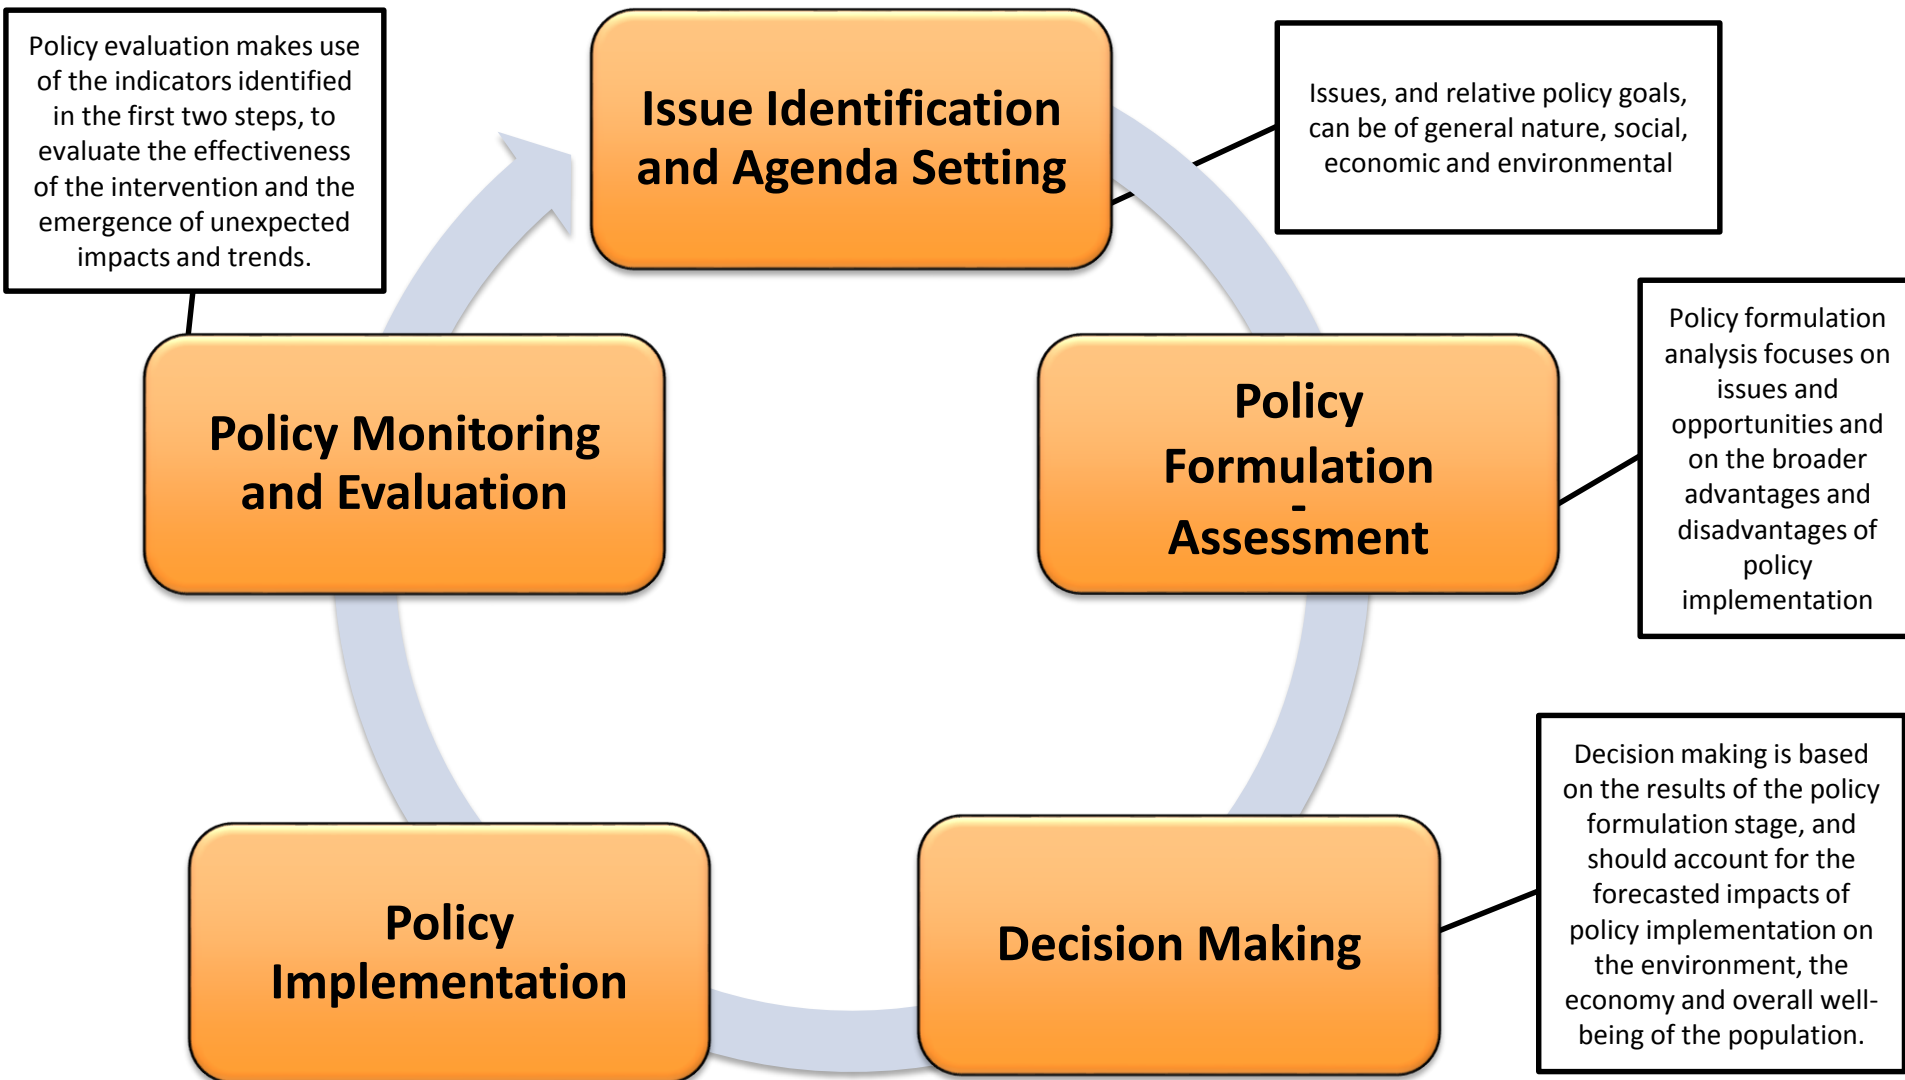 Policy evaluation makes use
of the indicators identified
in the first two steps, to
evaluate the effectiveness
of the intervention and the
emergence of unexpected
impacts and trends.
Issue Identification
and Agenda Setting
Issues, and relative policy goals,
can be of general nature, social,
economic and environmental
Policy Monitoring
and Evaluation
Policy
Formulation
-
Assessment
Policy formulation
analysis focuses on
issues and
opportunities and
on the broader
advantages and
disadvantages of
policy
implementation
Policy
Implementation
Decision Making
Decision making is based
on the results of the policy
formulation stage, and
should account for the
forecasted impacts of
policy implementation on
the environment, the
economy and overall well-
being of the population.